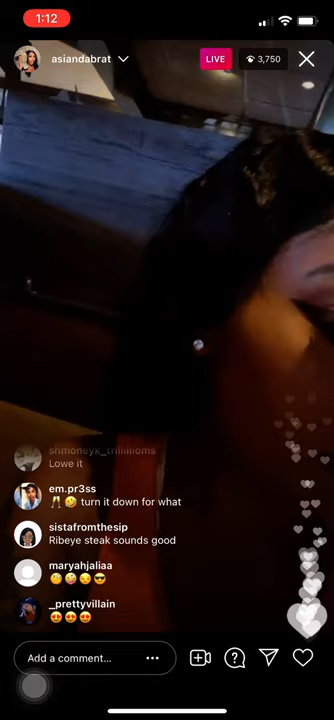 1:12
asiandabrat
LIVE
3,750
Lowe it
em.pr3ss
🥂 🤣 turn it down for what
sistafromthesip
Ribeye steak sounds good
maryahjaliaa
_prettyvillain
😍 😍 😍
Add a comment...